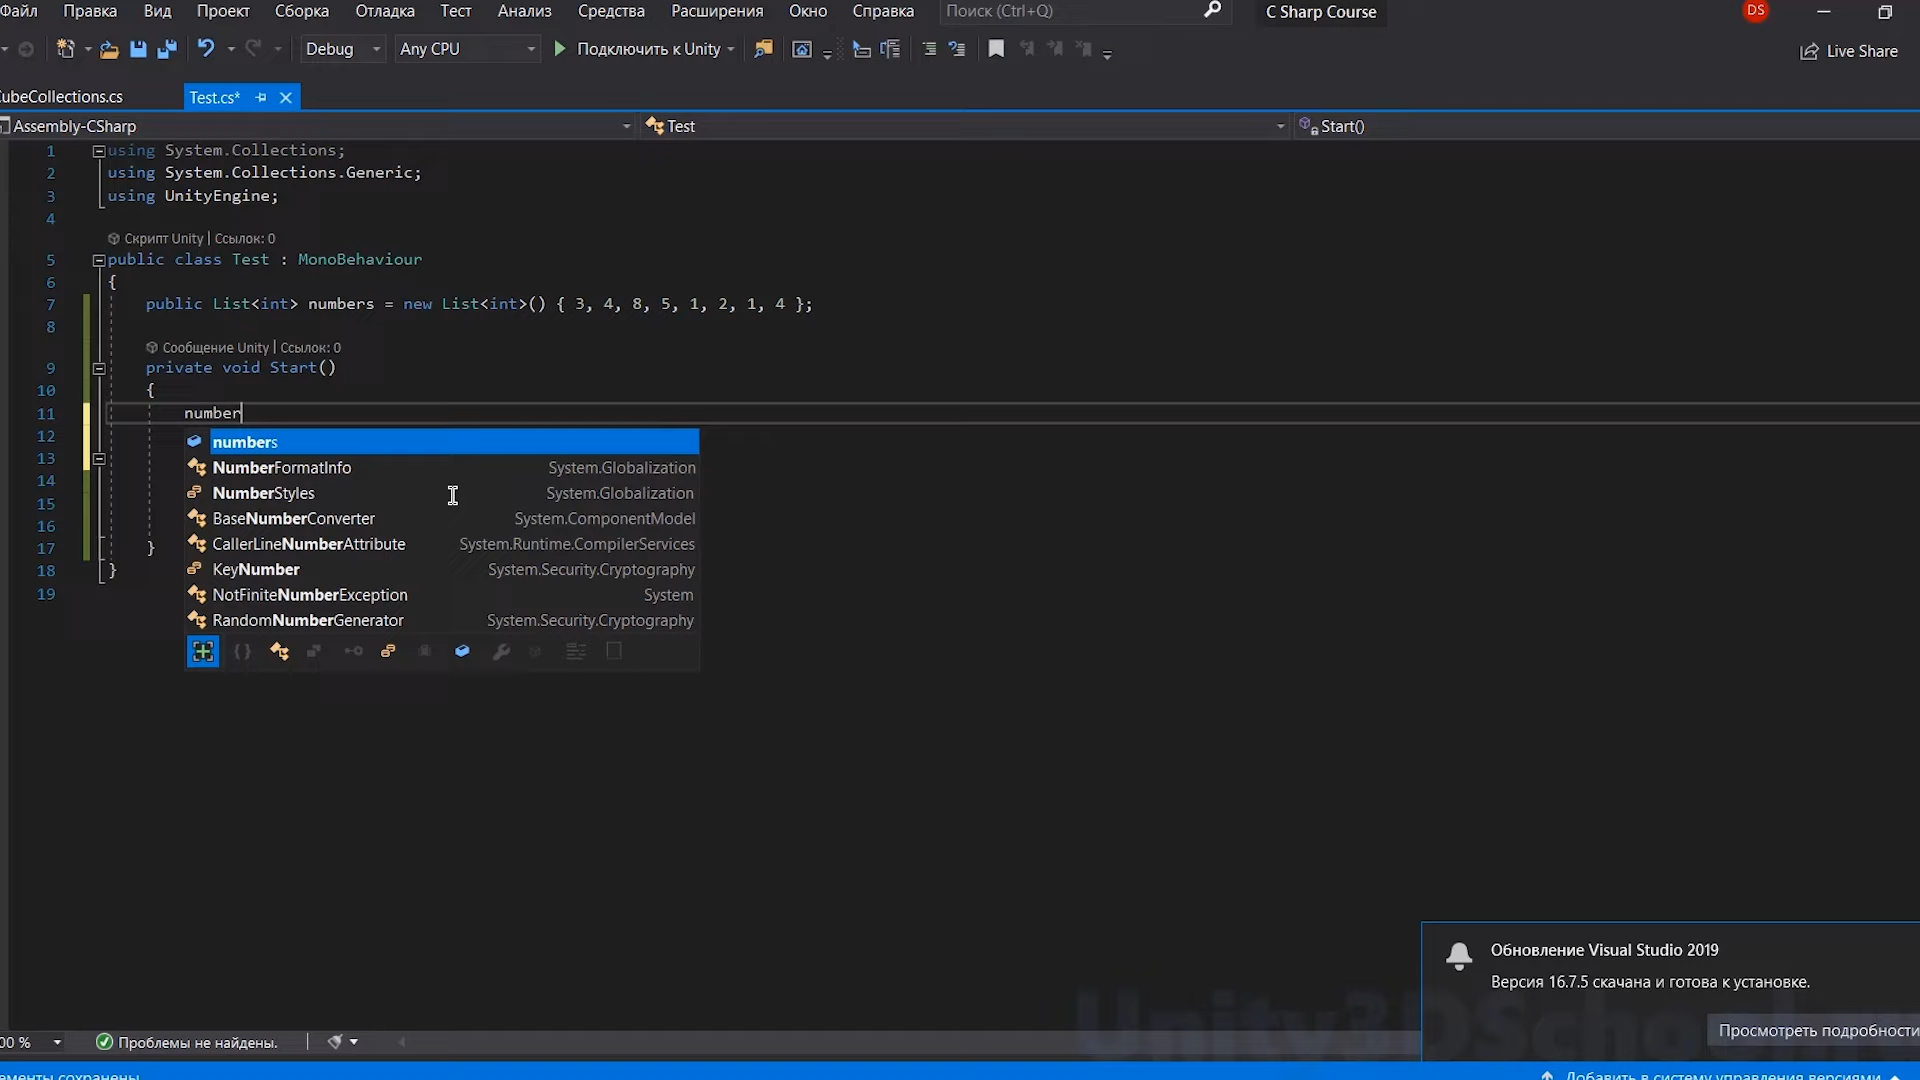 Файл Правка Вид Проект Сборка Отладка Тест Анализ Средства Расширения Окно Справка Поиск (Ctrl+Q) C Sharp Course DS
Debug Any CPU Подключить к Unity Live Share
ubeCollections.cs Test.cs*
Assembly-CSharp Test Start()
1 using System.Collections;
2 using System.Collections.Generic;
3 using UnityEngine;
4
Скрипт Unity | Ссылок: 0
5 public class Test : MonoBehaviour
6 {
7 public List<int> numbers = new List<int>() { 3, 4, 8, 5, 1, 2, 1, 4 };
8
Сообщение Unity | Ссылок: 0
9 private void Start()
10 {
11 number
12 numbers
13 NumberFormatInfo System.Globalization
14 NumberStyles System.Globalization
15 BaseNumberConverter System.ComponentModel
16 CallerLineNumberAttribute System.Runtime.CompilerServices
17 }
18 } KeyNumber System.Security.Cryptography
19 NotFiniteNumberException System
RandomNumberGenerator System.Security.Cryptography
Обновление Visual Studio 2019
Версия 16.7.5 скачана и готова к установке.
Просмотреть подробности
Unity3DSchool
00 % Проблемы не найдены.
ементы сохранены Добавить в систему управления версиями